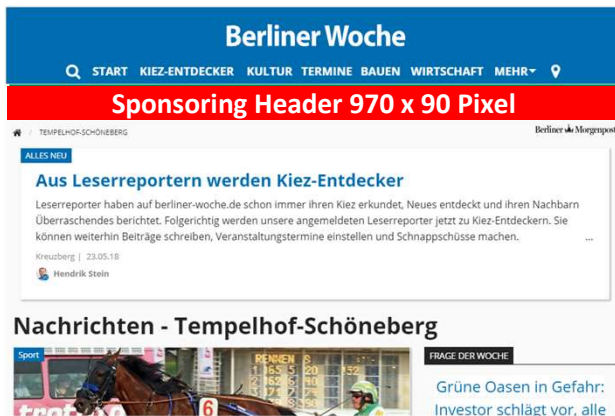 Berliner Woche
START KIEZ-ENTDECKER KULTUR TERMINE BAUEN WIRTSCHAFT MEHR
Sponsoring Header 970 x 90 Pixel
/ TEMPELHOF-SCHÖNEBERG
Berliner Morgenpost
ALLES NEU
Aus Leserreportern werden Kiez-Entdecker
Leserreporter haben auf berliner-woche.de schon immer ihren Kiez erkundet, Neues entdeckt und ihren Nachbarn
Überraschendes berichtet. Folgerichtig werden unsere angemeldeten Leserreporter jetzt zu Kiez-Entdeckern. Sie
können weiterhin Beiträge schreiben, Veranstaltungstermine einstellen und Schnappschüsse machen. ...
Kreuzberg | 23.05.18
Hendrik Stein
Nachrichten - Tempelhof-Schöneberg
Sport
RENNEN
6
FRAGE DER WOCHE
Grüne Oasen in Gefahr:
Investor schlägt vor, alle